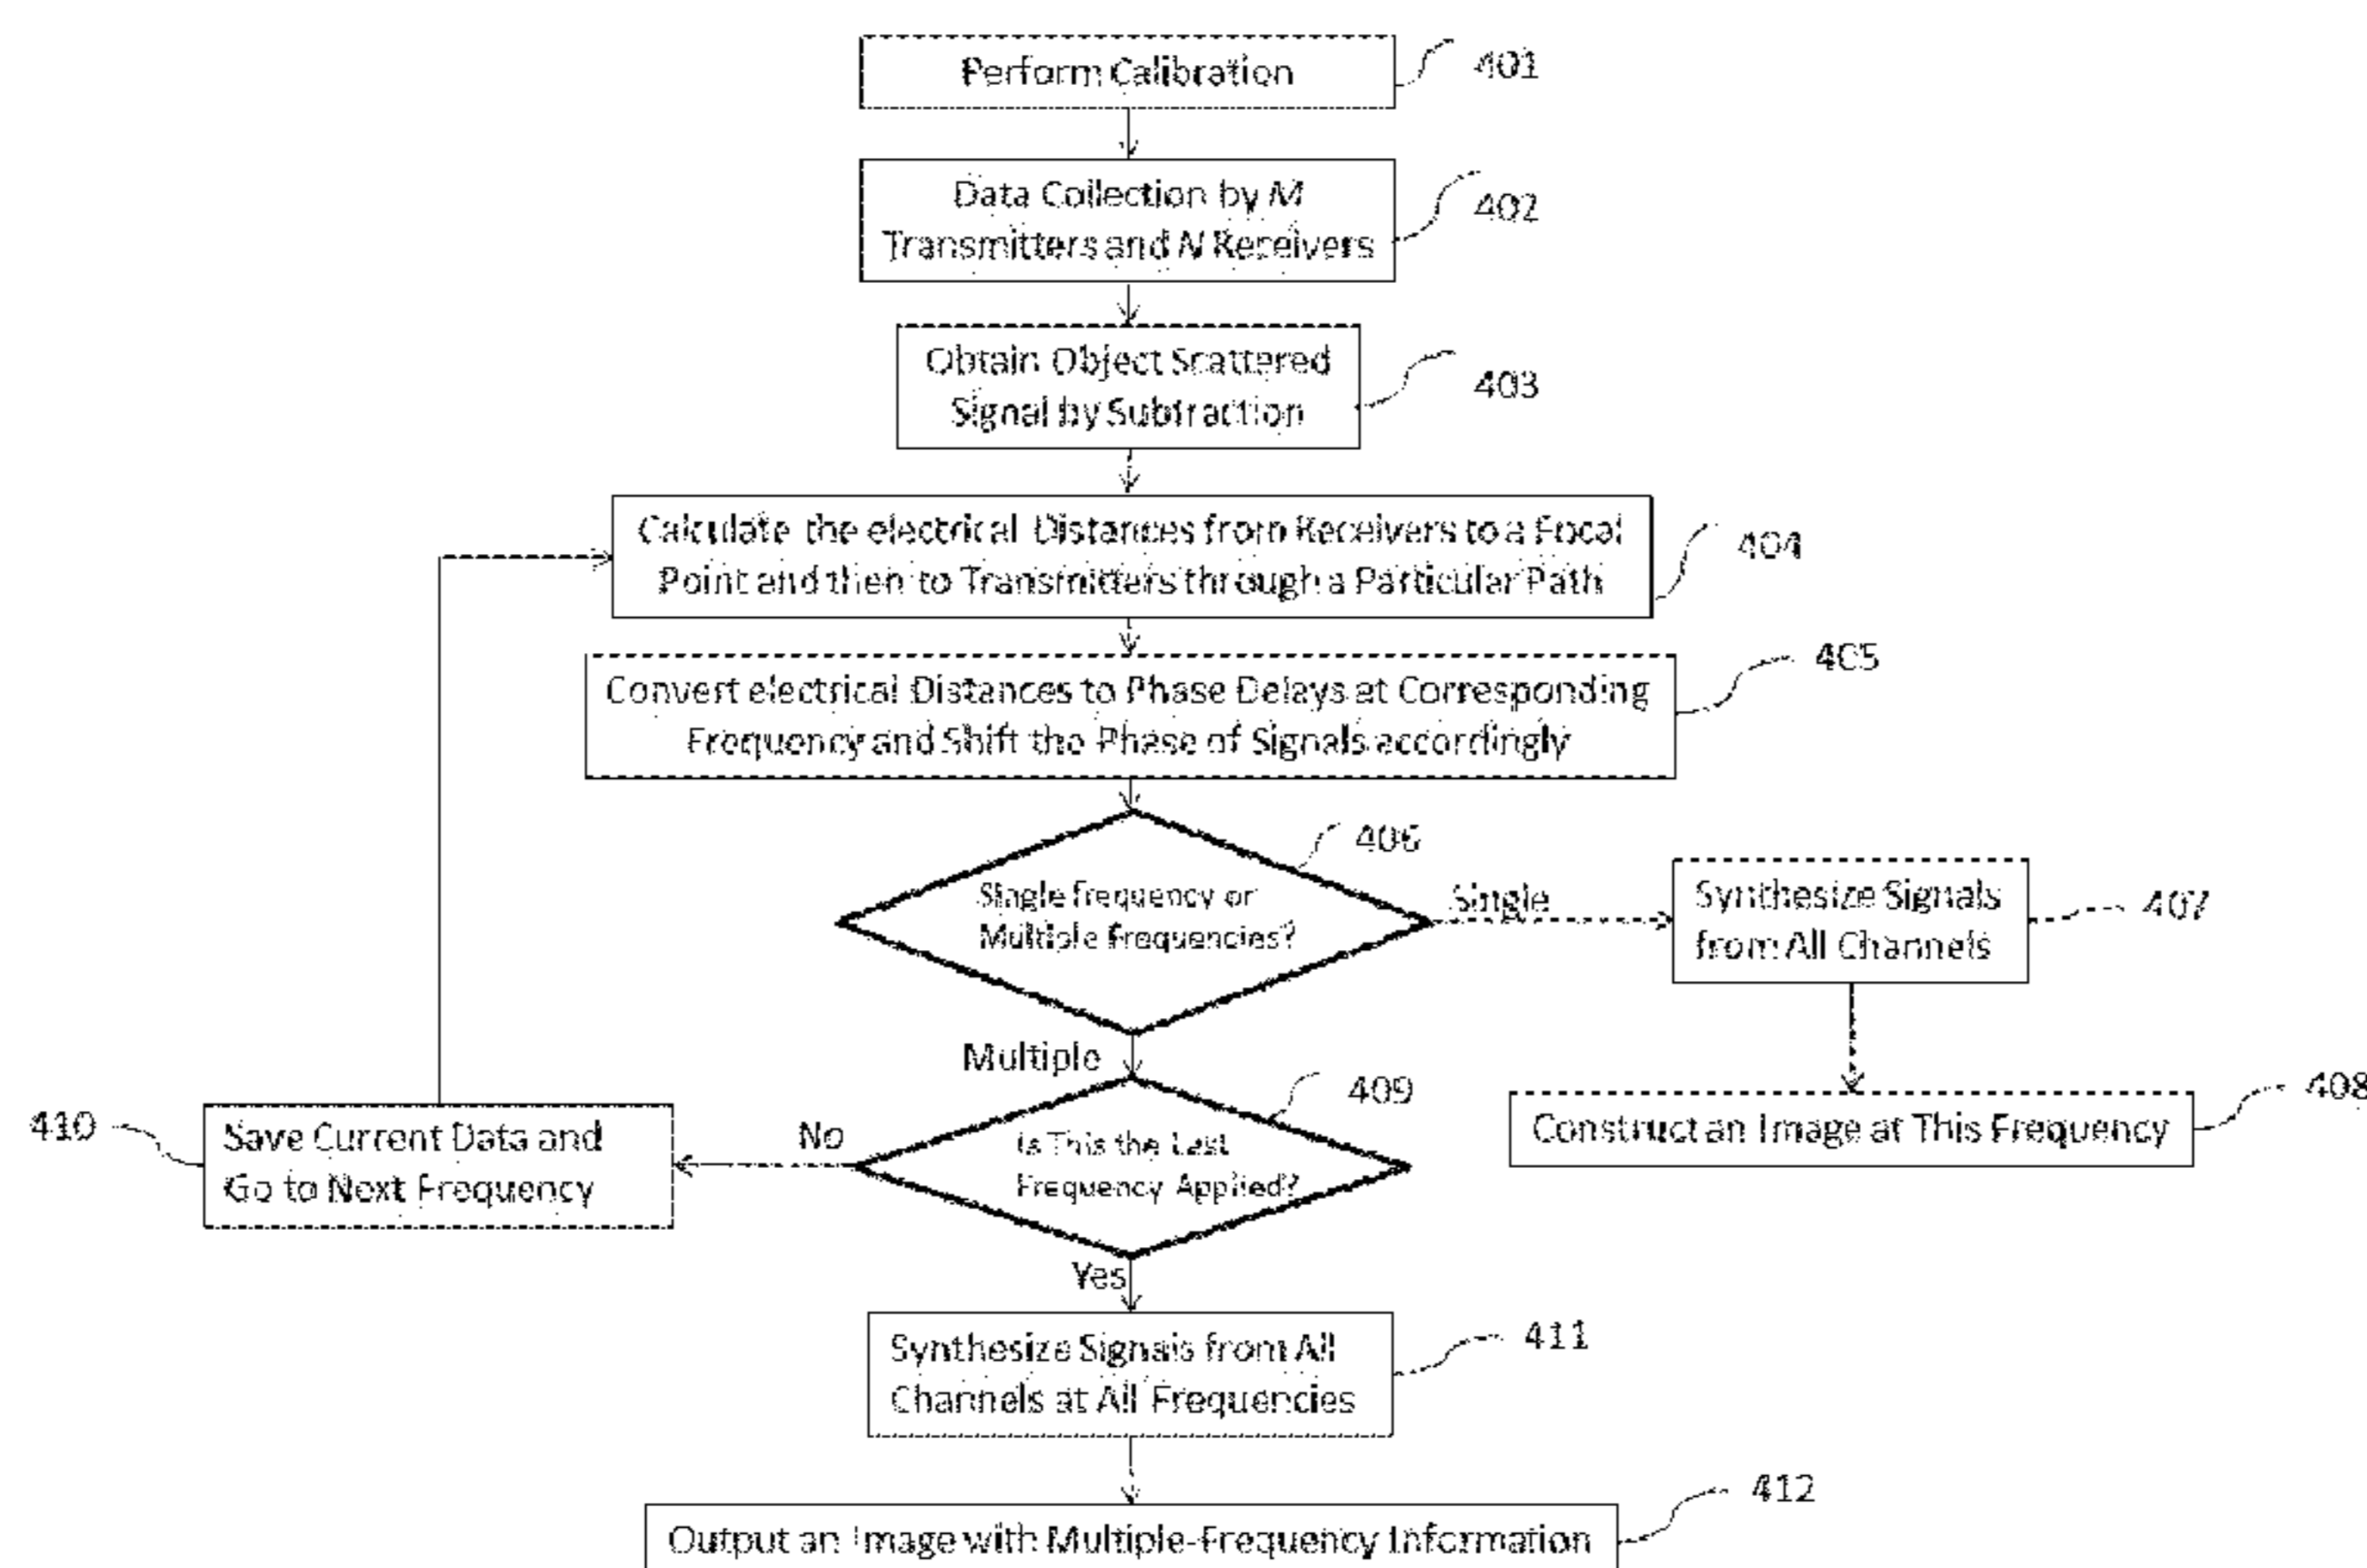 Perform Calibration
401
Data Collection by M
Transmitters and N Receivers
402
Obtain Object Scattered
Signal by Subtraction
403
Calculate the electrical Distances from Receivers to a Focal
Point and then to Transmitters through a Particular Path
404
Convert electrical Distances to Phase Delays at Corresponding
Frequency and Shift the Phase of Signals accordingly
405
Single frequency or
Multiple Frequencies?
406
Single
Synthesize Signals
from All Channels
407
Multiple
Construct an Image at This Frequency
408
Is This the Last
Frequency Applied?
409
No
Save Current Data and
Go to Next Frequency
410
Yes
Synthesize Signals from All
Channels at All Frequencies
411
Output an Image with Multiple-Frequency Information
412